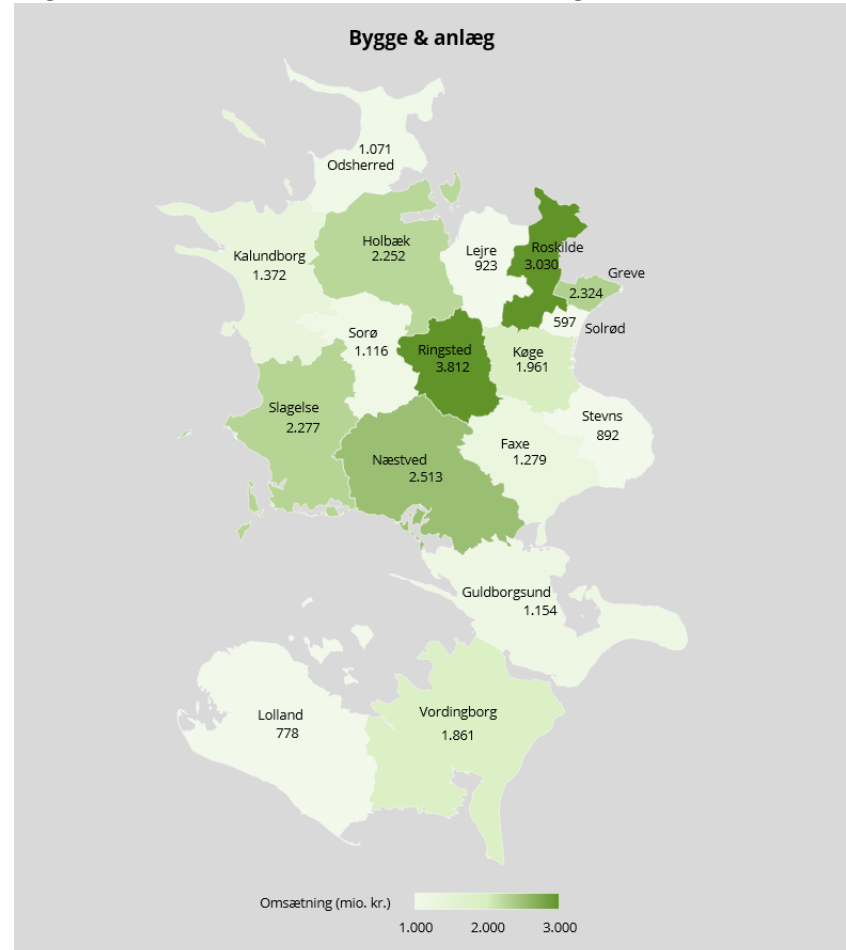 Bygge & anlæg
1.071
Odsherred
Holbæk
2.252
Kalundborg
1.372
Lejre
923
Roskilde
3.030
Greve
2.324
597
Solrød
Sorø
1.116
Ringsted
3.812
Køge
1.961
Slagelse
2.277
Stevns
892
Næstved
2.513
Faxe
1.279
Guldborgsund
1.154
Lolland
778
Vordingborg
1.861
Omsætning (mio. kr.)
1.000 2.000 3.000